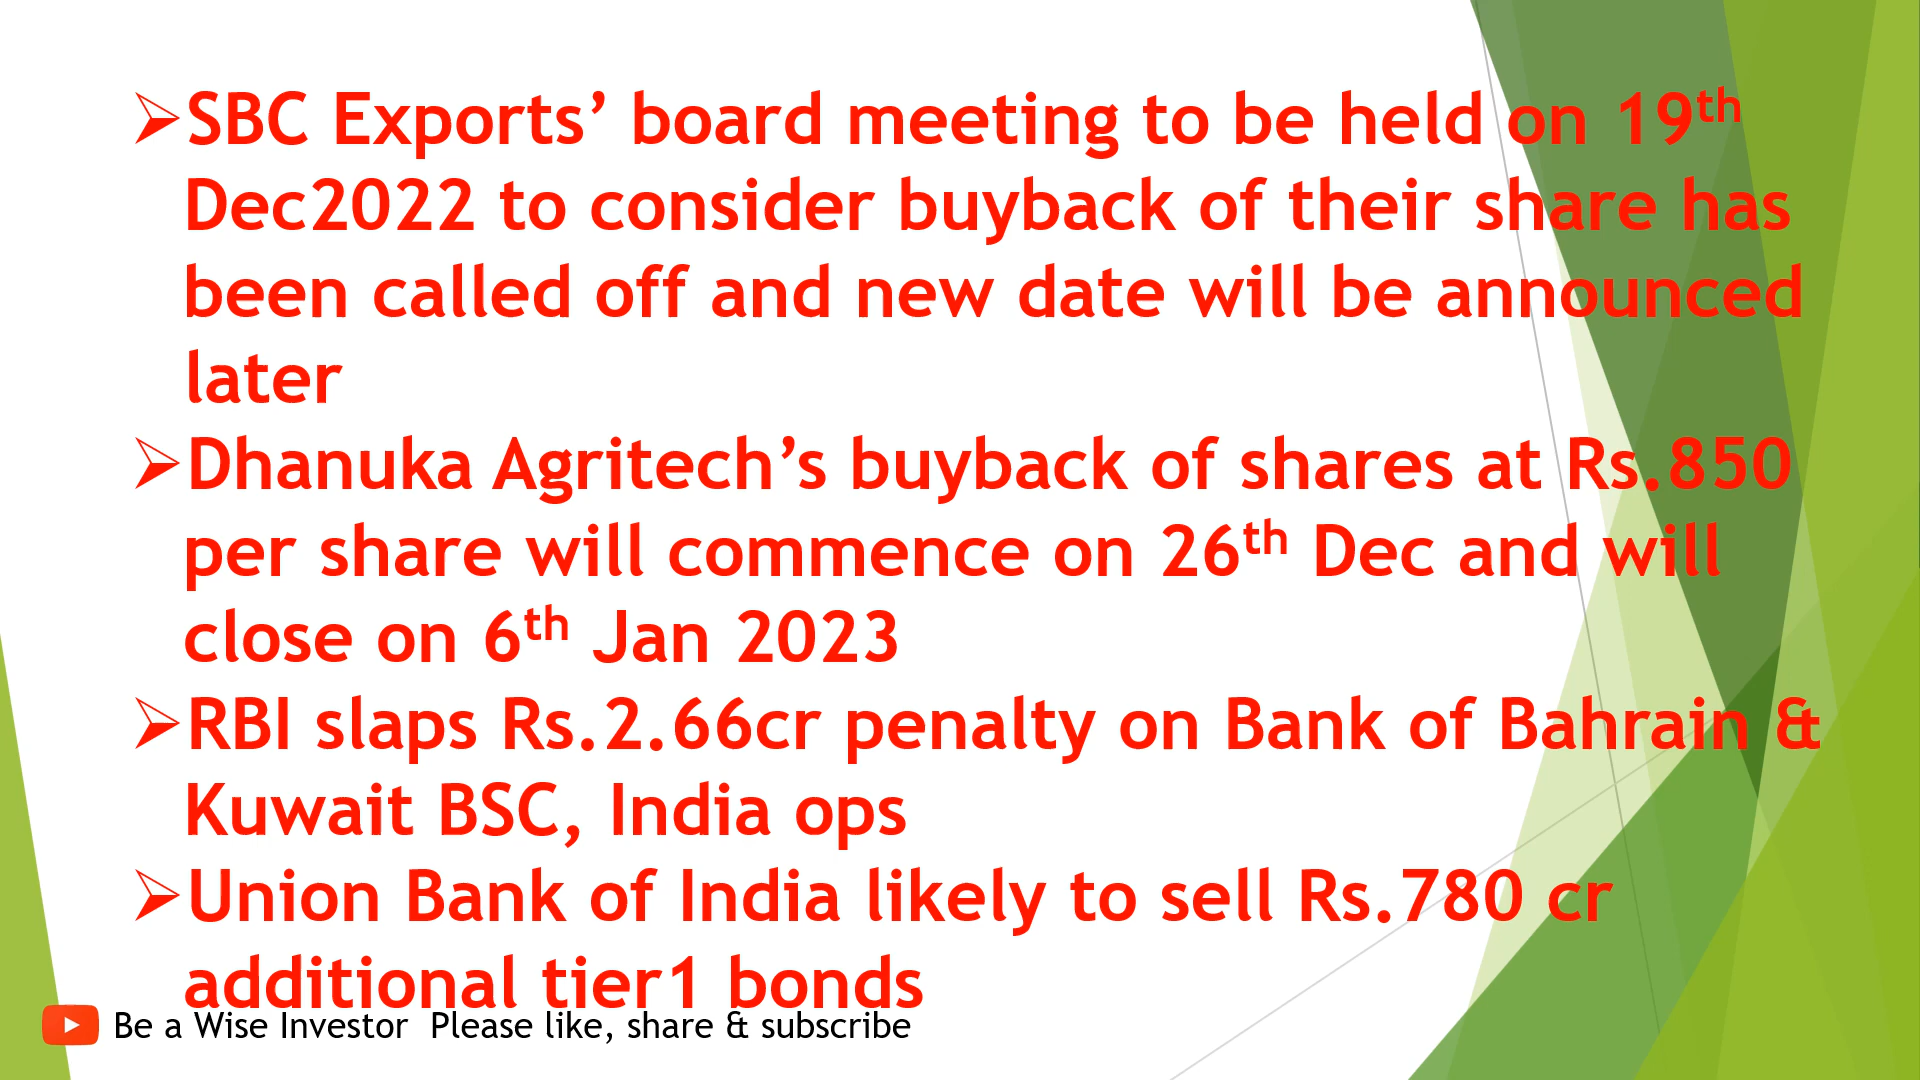 ➢SBC Exports’ board meeting to be held on 19th
Dec2022 to consider buyback of their share has
been called off and new date will be announced
later
➢Dhanuka Agritech’s buyback of shares at Rs.850
per share will commence on 26th Dec and will
close on 6th Jan 2023
➢RBI slaps Rs.2.66cr penalty on Bank of Bahrain &
Kuwait BSC, India ops
➢Union Bank of India likely to sell Rs.780 cr
additional tier1 bonds
Be a Wise Investor  Please like, share & subscribe